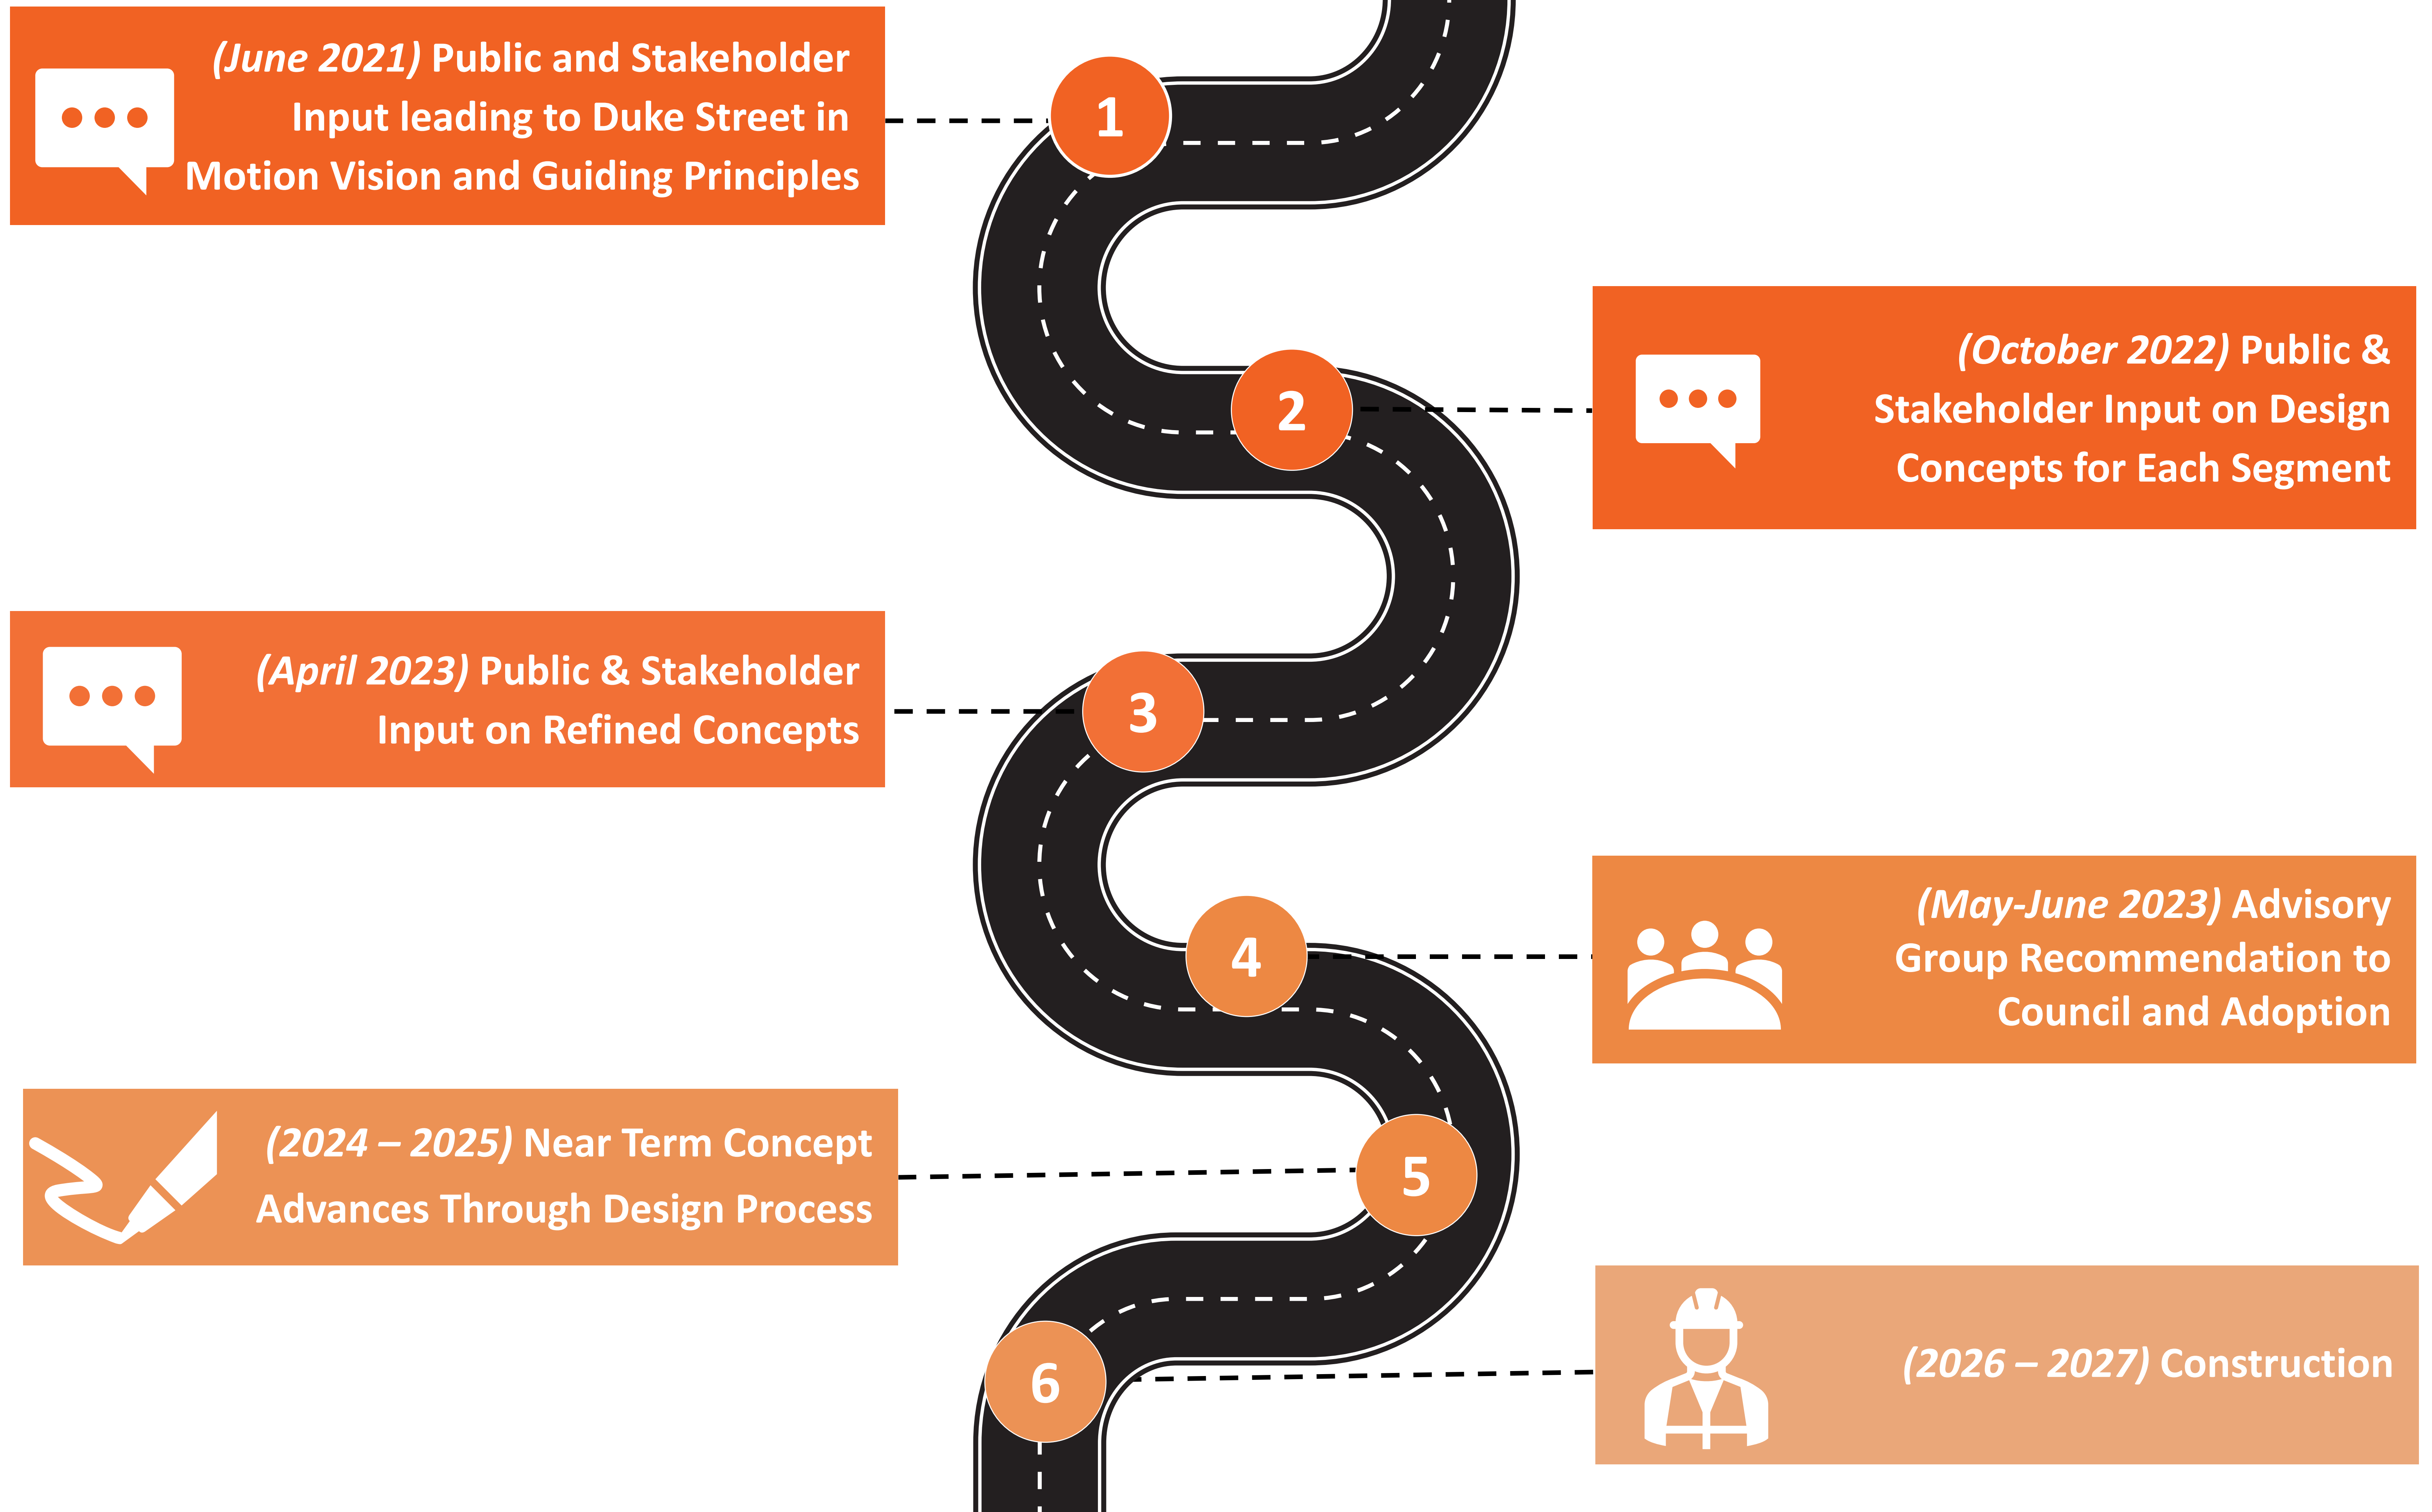 (June 2021) Public and Stakeholder
Input leading to Duke Street in
Motion Vision and Guiding Principles
1
2
(October 2022) Public &
Stakeholder Input on Design
Concepts for Each Segment
(April 2023) Public & Stakeholder
Input on Refined Concepts
3
4
(May-June 2023) Advisory
Group Recommendation to
Council and Adoption
(2024 – 2025) Near Term Concept
Advances Through Design Process
5
6
(2026 – 2027) Construction